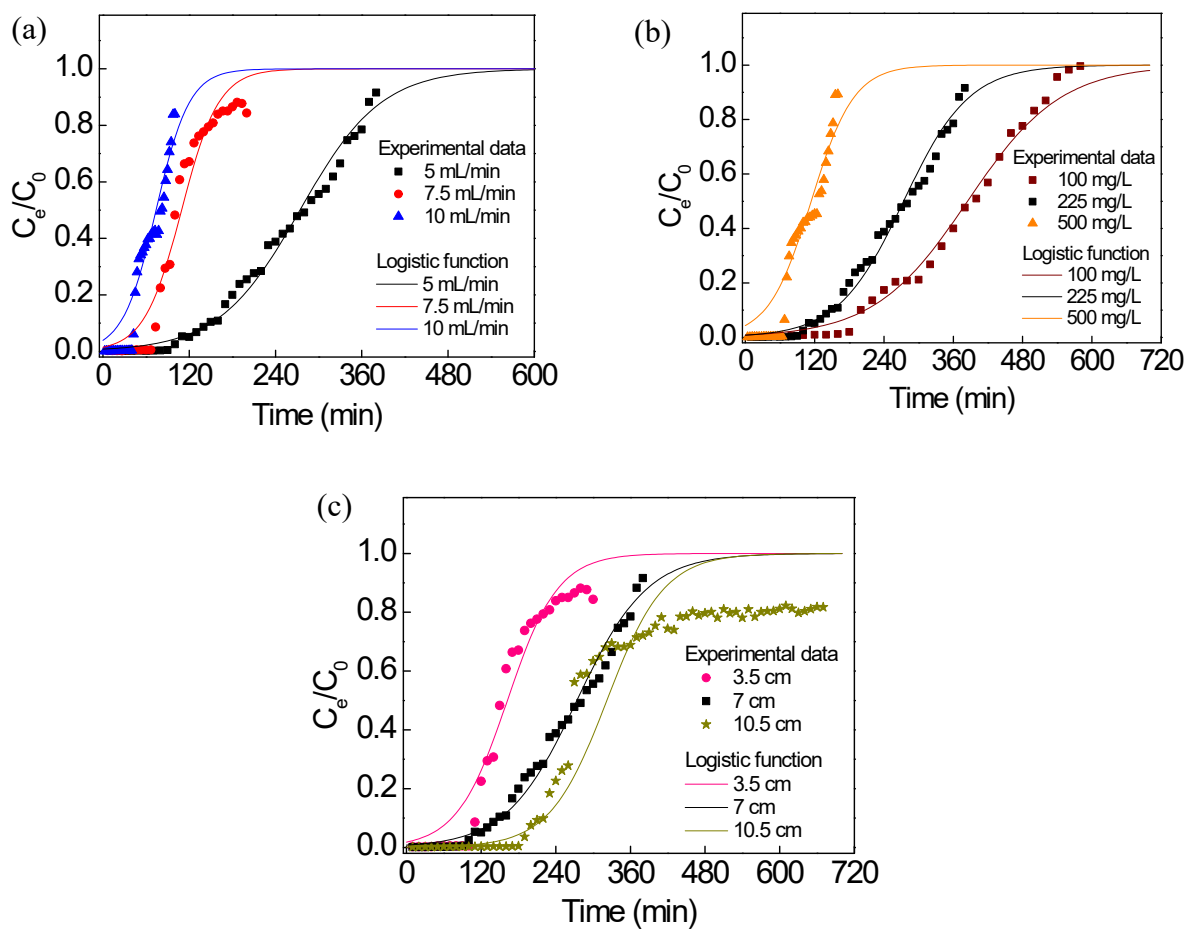 (a)
1.0
0.8
0.6
0.4
0.2
0.0
Ce/C0
0 120 240 360 480 600
Time (min)
Experimental data
5 mL/min
7.5 mL/min
10 mL/min
Logistic function
5 mL/min
7.5 mL/min
10 mL/min
(b)
1.0
0.8
0.6
0.4
0.2
0.0
Ce/C0
0 120 240 360 480 600 720
Time (min)
Experimental data
100 mg/L
225 mg/L
500 mg/L
Logistic function
100 mg/L
225 mg/L
500 mg/L
(c)
1.0
0.8
0.6
0.4
0.2
0.0
Ce/C0
0 120 240 360 480 600 720
Time (min)
Experimental data
3.5 cm
7 cm
10.5 cm
Logistic function
3.5 cm
7 cm
10.5 cm